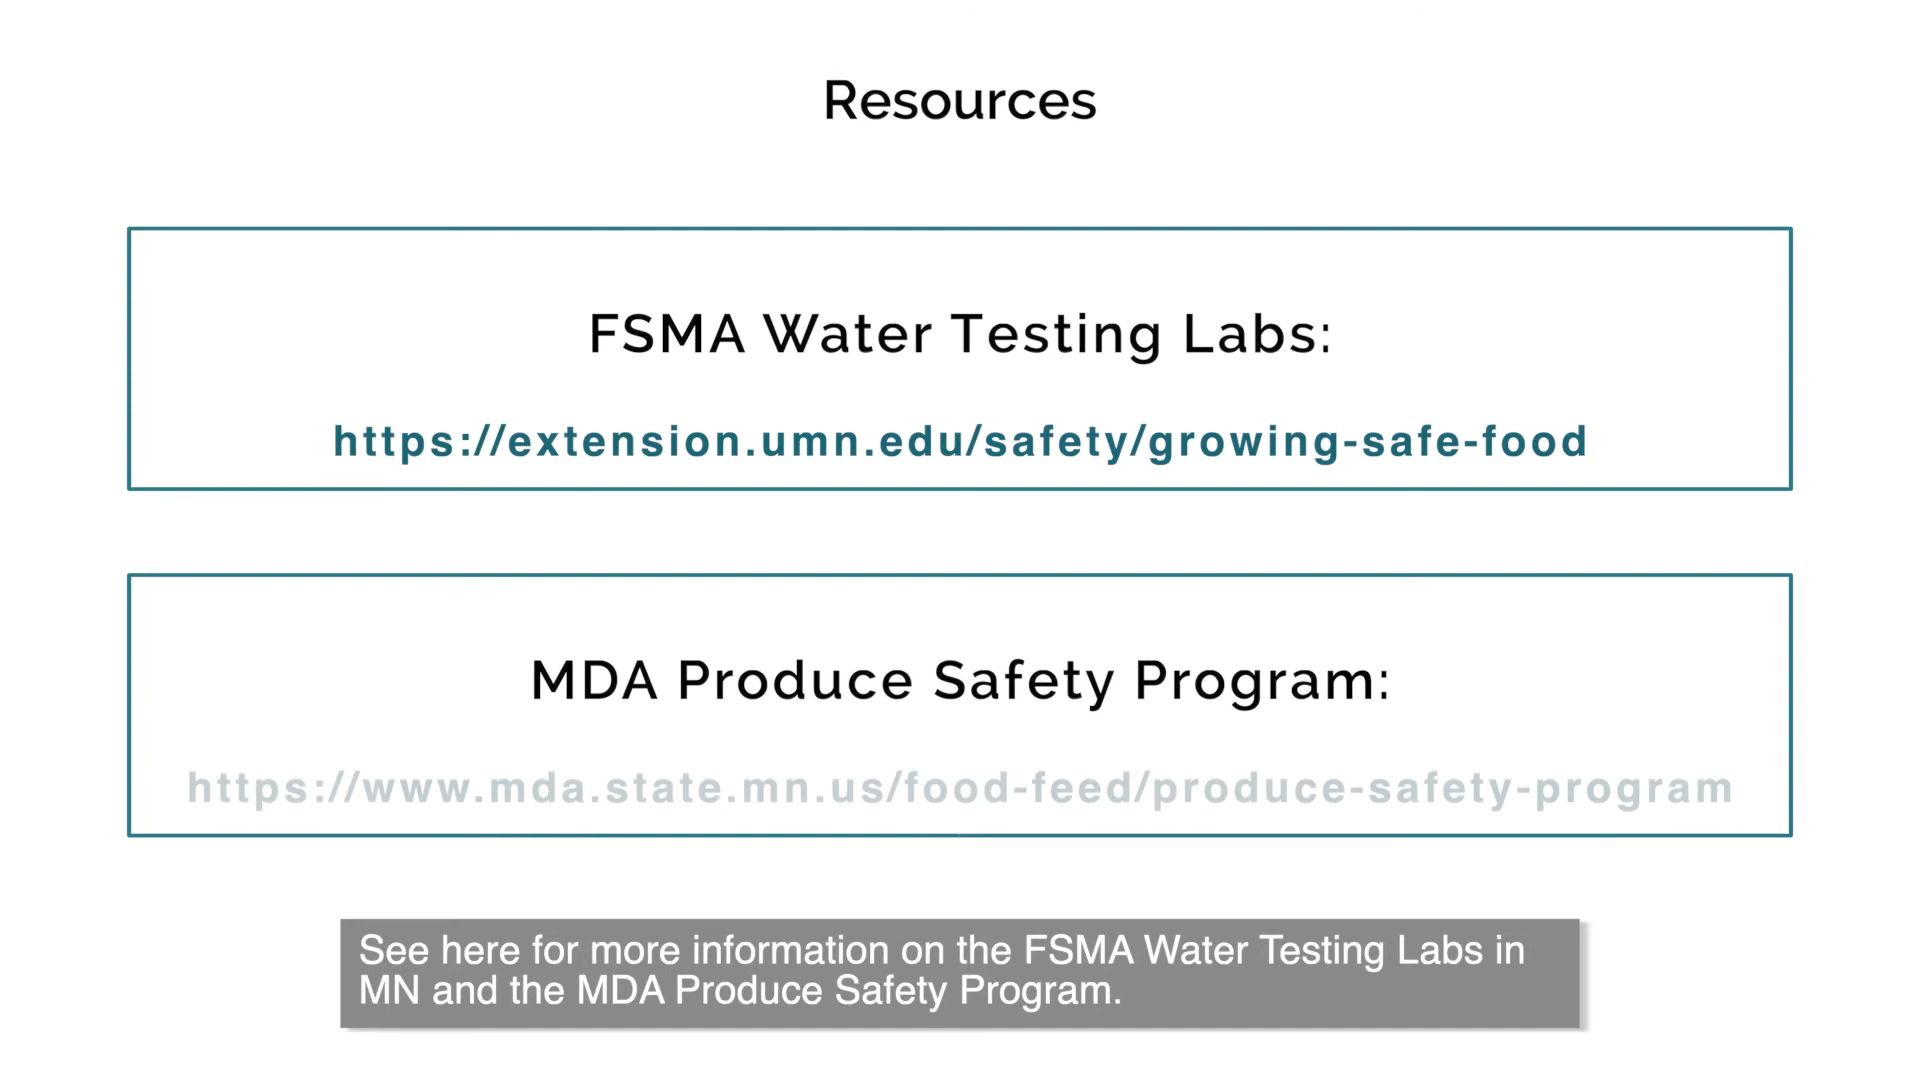 Resources
FSMA Water Testing Labs:
https://extension.umn.edu/safety/growing-safe-food
MDA Produce Safety Program:
https://www.mda.state.mn.us/food-feed/produce-safety-program
See here for more information on the FSMA Water Testing Labs in
MN and the MDA Produce Safety Program.